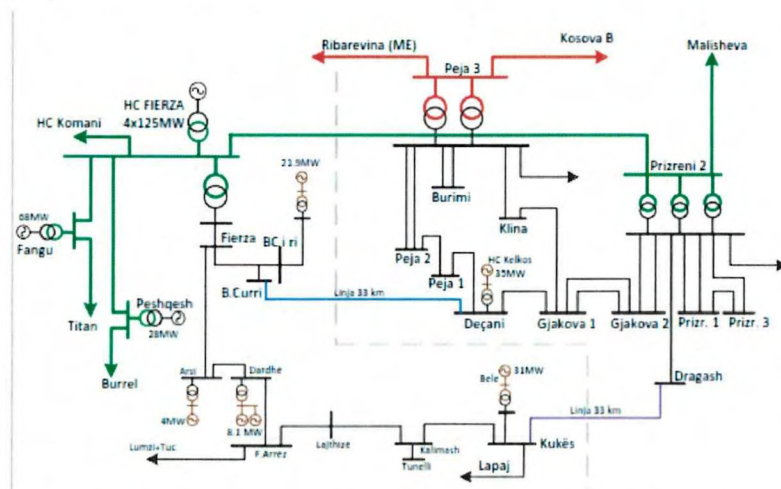 Ribarevina (ME)
Kosova B
Peja 3
Malisheva
HC FIERZA
4x125MW
HC Komani
Prizreni 2
21.9MW
Burimi
Klina
68MW
Fangu
Fierza
BC i ri
Peja 2
Peja 1
HC Kelkos
35MW
B.Curri
Linja 33 km
Deçani
Gjakova 1
Gjakova 2
Prizr. 1
Prizr. 3
Peshqesh
28MW
Titan
Burrel
Dragash
Arsi
Dardhe
4MW
8.1 MW
Bele
31MW
Linja 33 km
Lumzi+Tuc
F.Arrëz
Lajthize
Kalimash
Tunelli
Kukës
Lapaj